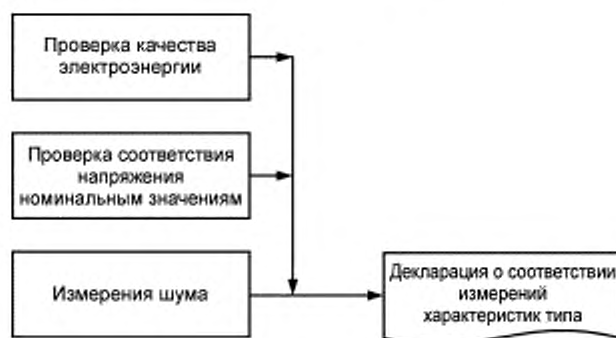 Проверка качества
электроэнергии
Проверка соответствия
напряжения
номинальным значениям
Измерения шума
Декларация о соответствии
измерений
характеристик типа